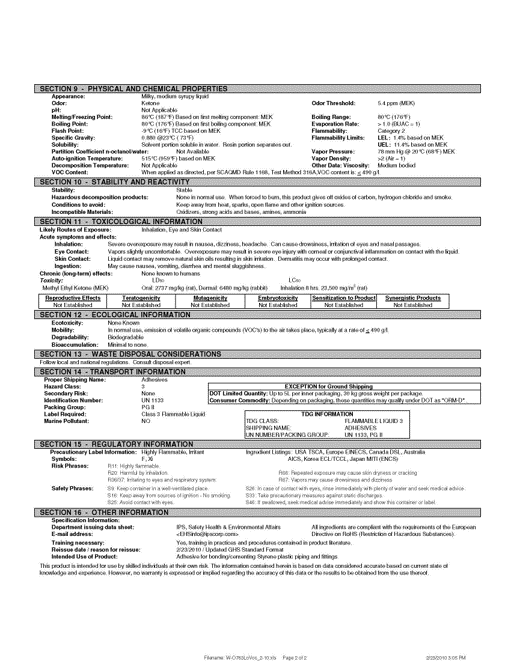 SECTION 9 - PHYSICAL AND CHEMICAL PROPERTIES
Appearance: Milky, medium syrupy liquid
Odor: Ketone Odor Threshold: 5.4 ppm (MEK)
pH: Not Applicable
Melting/Freezing Point: Based on first melting component: MEK Boiling Range: 80°C (176°F)
Boiling Point: 80°C (176°F) Based on first boiling component: MEK Evaporation Rate: > 1.0 (BUAC = 1)
Flash Point: -9°C (16°F) TCC based on MEK Flammability: Category 2
Specific Gravity: 0.880 @23°C (73°F) Flammability Limits: LEL: 1.4% based on MEK
Solubility: Solvent portion soluble in water. Resin portion separates out. UEL: 11.4% based on MEK
Partition Coefficient n-octanol/water: Not Available Vapor Pressure: 78 mm Hg @ 20°C (68°F) MEK
Auto-ignition Temperature: 515°C (959°F) based on MEK Vapor Density: >2 (Air = 1)
Decomposition Temperature: Not Applicable Other Data: Viscosity: Medium bodied
VOC Content: When applied as directed, per SCAQMD Rule 1168, Test Method 316A, VOC content is: ≤ 490 g/l.
SECTION 10 - STABILITY AND REACTIVITY
Stability: Stable
Hazardous decomposition products: None in normal use. When forced to burn, this product gives off oxides of carbon, hydrogen chloride and smoke.
Conditions to avoid: Keep away from heat, sparks, open flame and other ignition sources.
Incompatible Materials: Oxidizers, strong acids and bases, amines, ammonia
SECTION 11 - TOXICOLOGICAL INFORMATION
Likely Routes of Exposure: Inhalation, Eye and Skin Contact
Acute symptoms and effects:
Inhalation: Severe overexposure may result in nausea, dizziness, headache. Can cause drowsiness, irritation of eyes and nasal passages.
Eye Contact: Vapors slightly uncomfortable. Overexposure may result in severe eye injury with corneal or conjunctival inflammation on contact with the liquid.
Skin Contact: Liquid contact may remove natural skin oils resulting in skin irritation. Dermatitis may occur with prolonged contact.
Ingestion: May cause nausea, vomiting, diarrhea and mental sluggishness.
Chronic (long-term) effects: None known to humans
Toxicity: LD50 LC50
Methyl Ethyl Ketone (MEK) Oral: 2737 mg/kg (rat), Dermal: 6480 mg/kg (rabbit) Inhalation 8 hrs. 23,500 mg/m3 (rat)
Reproductive Effects Teratogenicity Mutagenicity Embryotoxicity Sensitization to Product Synergistic Products
Not Established Not Established Not Established Not Established Not Established Not Established
SECTION 12 - ECOLOGICAL INFORMATION
Ecotoxicity: None Known
Mobility: In normal use, emission of volatile organic compounds (VOC's) to the air takes place, typically at a rate of ≤ 490 g/l.
Degradability: Biodegradable
Bioaccumulation: Minimal to none.
SECTION 13 - WASTE DISPOSAL CONSIDERATIONS
Follow local and national regulations. Consult disposal expert.
SECTION 14 - TRANSPORT INFORMATION
Proper Shipping Name: Adhesives
Hazard Class: 3 EXCEPTION for Ground Shipping
Secondary Risk: None DOT Limited Quantity: Up to 5L per inner packaging, 30 kg gross weight per package.
Identification Number: UN 1133 Consumer Commodity: Depending on packaging, these quantities may qualify under DOT as "ORM-D".
Packing Group: PG II
Label Required: Class 3 Flammable Liquid TDG INFORMATION
Marine Pollutant: NO TDG CLASS: FLAMMABLE LIQUID 3
SHIPPING NAME: ADHESIVES
UN NUMBER/PACKING GROUP: UN 1133, PG II
SECTION 15 - REGULATORY INFORMATION
Precautionary Label Information: Highly Flammable, Irritant Ingredient Listings: USA TSCA, Europe EINECS, Canada DSL, Australia
Symbols: F, Xi AICS, Korea ECL/TCCL, Japan MITI (ENCS)
Risk Phrases: R11: Highly flammable.
R20: Harmful by inhalation. R66: Repeated exposure may cause skin dryness or cracking
R36/37: Irritating to eyes and respiratory system R67: Vapors may cause drowsiness and dizziness
Safety Phrases: S9: Keep container in a well-ventilated place S26: In case of contact with eyes, rinse immediately with plenty of water and seek medical advice.
S16: Keep away from sources of ignition - No smoking S33: Take precautionary measures against static discharges.
S25: Avoid contact with eyes. S46: If swallowed, seek medical advise immediately and show this container or label.
SECTION 16 - OTHER INFORMATION
Specification Information:
Department issuing data sheet: IPS, Safety Health & Environmental Affairs All ingredients are compliant with the requirements of the European
E-mail address: <EHSinfo@ipscorp.com> Directive on RoHS (Restriction of Hazardous Substances).
Training necessary: Yes, training in practices and procedures contained in product literature.
Reissue date / reason for reissue: 2/23/2010 / Updated GHS Standard Format
Intended Use of Product: Adhesive for bonding/cementing Styrene plastic piping and fittings
This product is intended for use by skilled individuals at their own risk. The information contained herein is based on data considered accurate based on current state of
knowledge and experience. However, no warranty is expressed or implied regarding the accuracy of this data or the results to be obtained from the use thereof.
Page 2 of 2 2/23/2010 3:05 PM